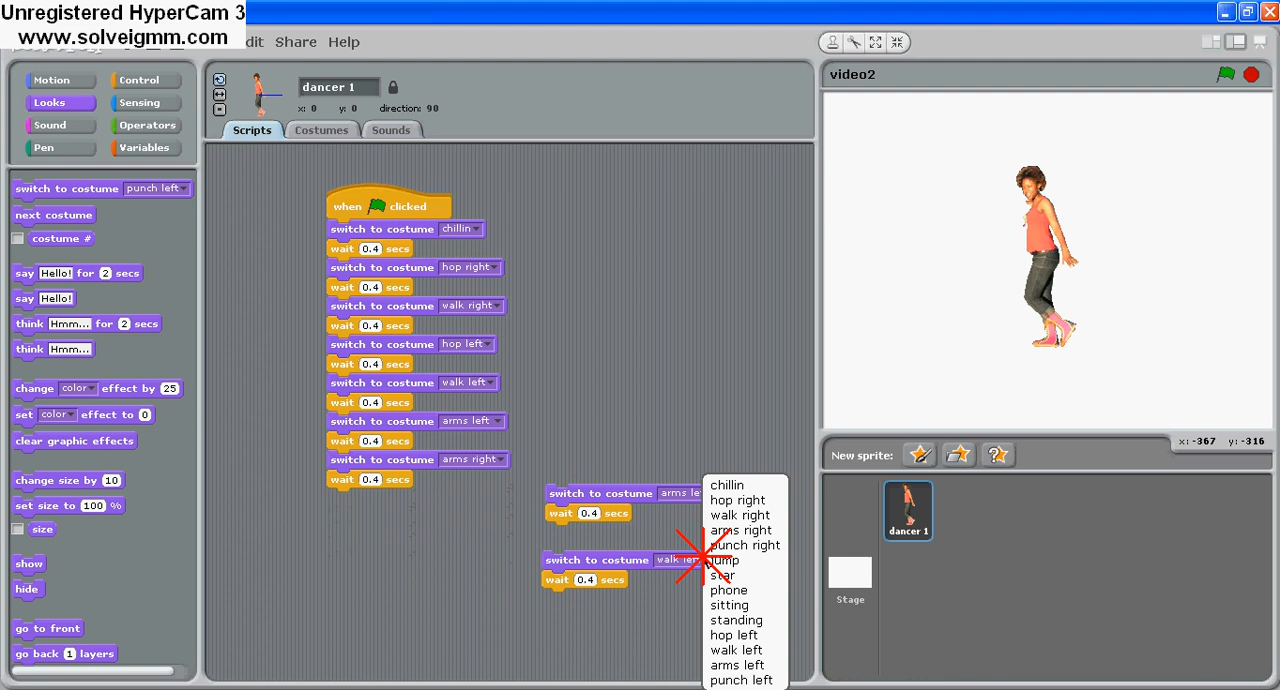 Unregistered HyperCam 3
www.solveigmm.com
dit Share Help
Motion Control
Looks Sensing
Sound Operators
Pen Variables
switch to costume punch left
next costume
costume #
say Hello! for 2 secs
say Hello!
think Hmm... for 2 secs
think Hmm...
change color effect by 25
set color effect to 0
clear graphic effects
change size by 10
set size to 100 %
size
show
hide
go to front
go back 1 layers
dancer 1
x: 0 y: 0 direction: 90
Scripts Costumes Sounds
when clicked
switch to costume chillin
wait 0.4 secs
switch to costume hop right
wait 0.4 secs
switch to costume walk right
wait 0.4 secs
switch to costume hop left
wait 0.4 secs
switch to costume walk left
wait 0.4 secs
switch to costume arms left
wait 0.4 secs
switch to costume arms right
wait 0.4 secs
switch to costume arms le
wait 0.4 secs
switch to costume walk left
wait 0.4 secs
chillin
hop right
walk right
arms right
punch right
jump
star
phone
sitting
standing
hop left
walk left
arms left
punch left
video2
x: -367 y: -316
New sprite:
dancer 1
Stage